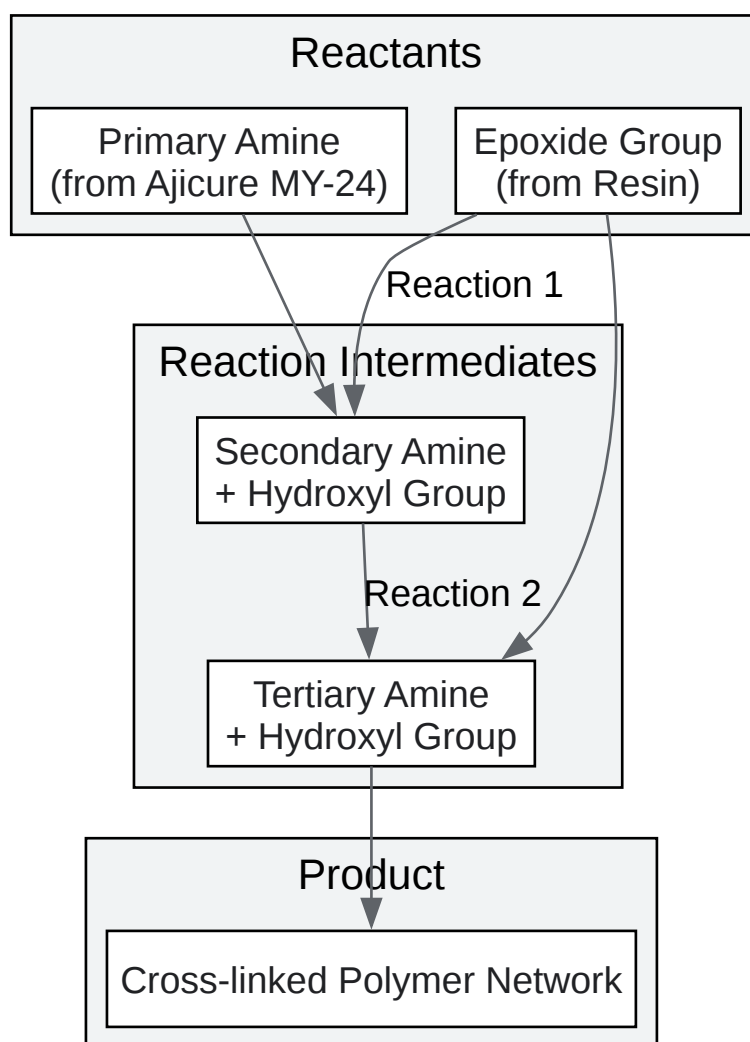 Reactants
Primary Amine
(from Ajicure MY-24)
Epoxide Group
(from Resin)
Reaction 1
Reaction Intermediates
Secondary Amine
+ Hydroxyl Group
Reaction 2
Tertiary Amine
+ Hydroxyl Group
Product
Cross-linked Polymer Network